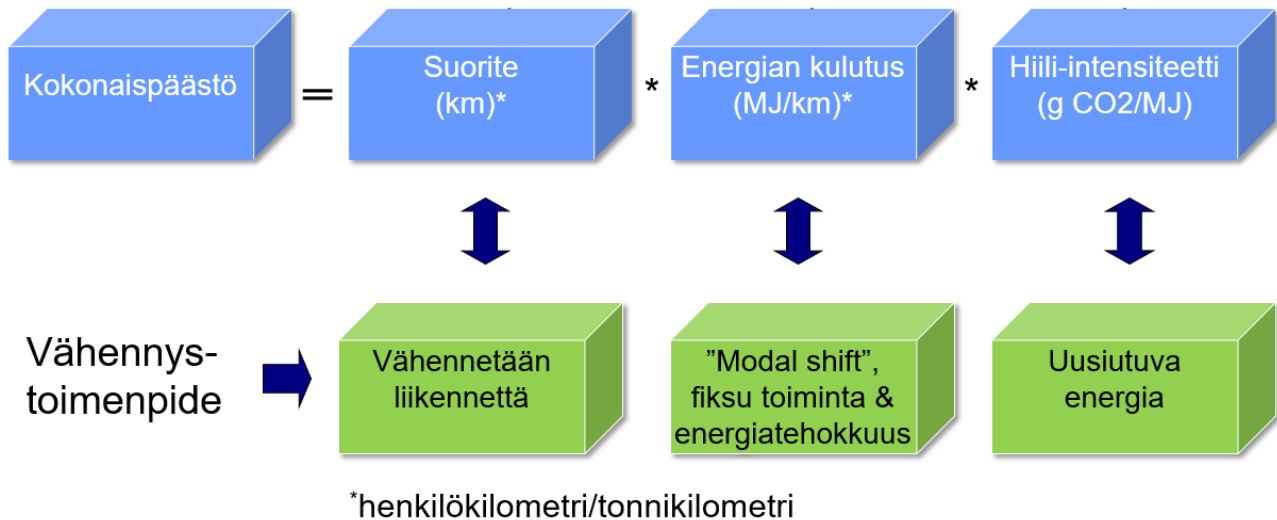 Kokonaispäästö
=
Suorite
(km)*
*
Energian kulutus
(MJ/km)*
*
Hiili-intensiteetti
(g CO2/MJ)
Vähennys-
toimenpide
Vähennetään
liikennettä
”Modal shift”,
fiksu toiminta &
energiatehokkuus
Uusiutuva
energia
*henkilökilometri/tonnikilometri